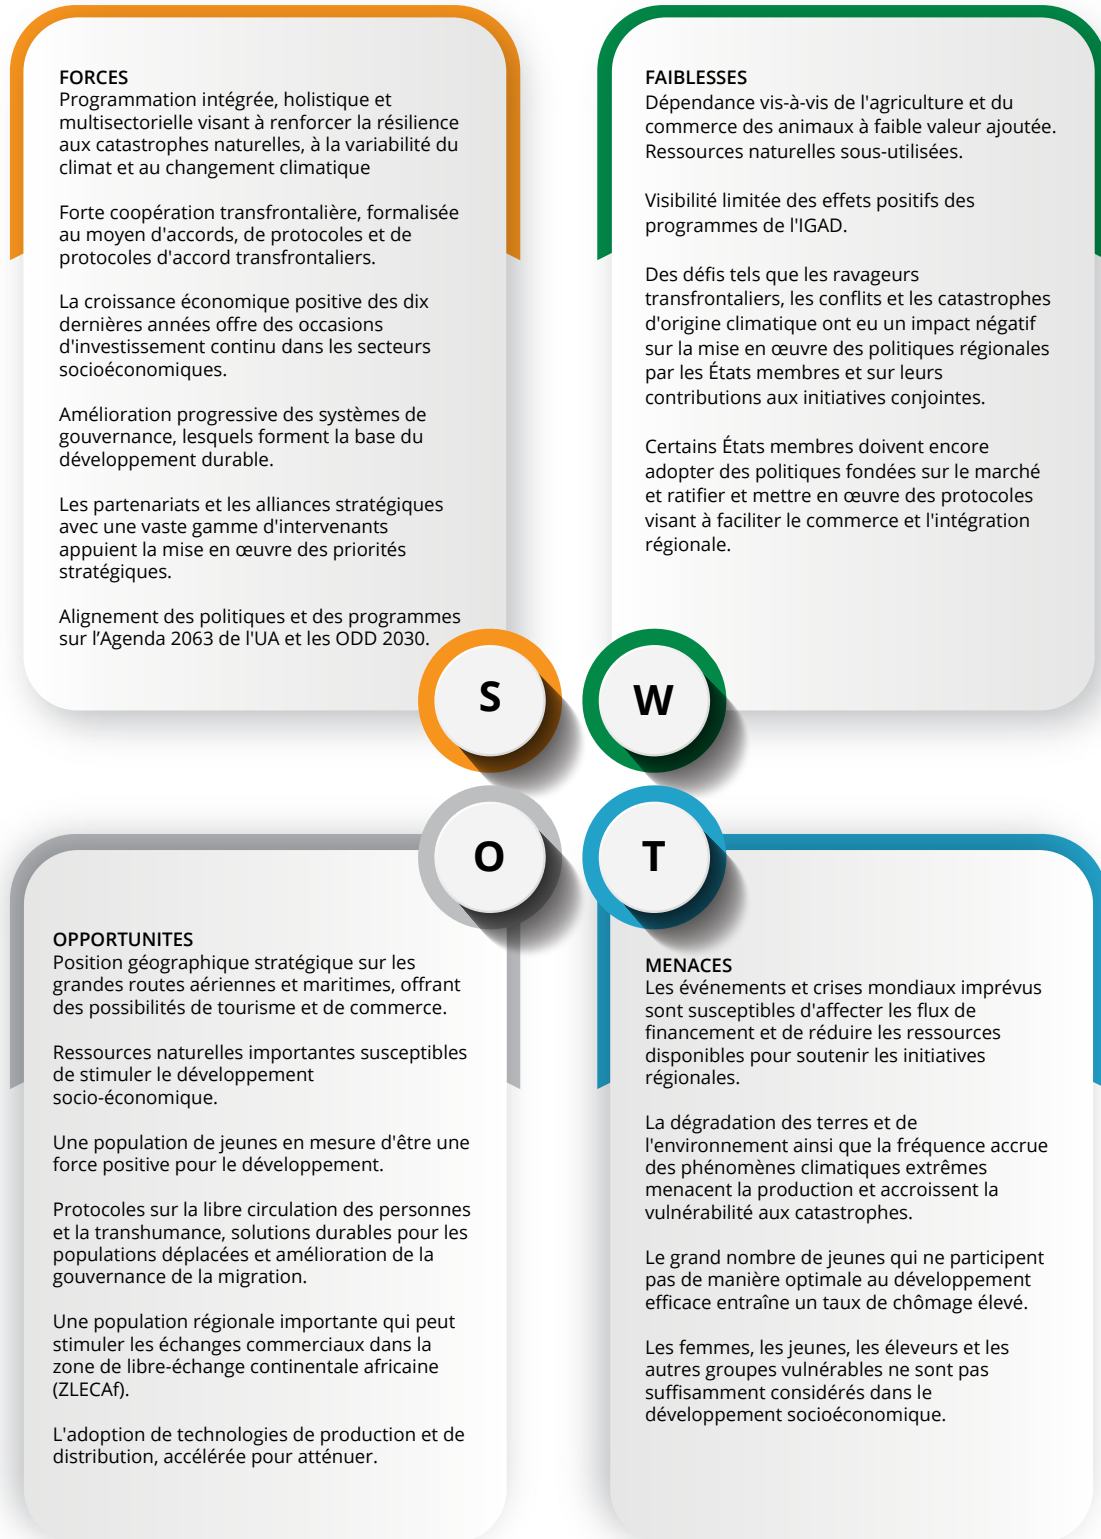 FORCES
Programmation intégrée, holistique et
multisectorielle visant à renforcer la résilience
aux catastrophes naturelles, à la variabilité du
climat et au changement climatique
Forte coopération transfrontalière, formalisée
au moyen d'accords, de protocoles et de
protocoles d'accord transfrontaliers.
La croissance économique positive des dix
dernières années offre des occasions
d'investissement continu dans les secteurs
socioéconomiques.
Amélioration progressive des systèmes de
gouvernance, lesquels forment la base du
développement durable.
Les partenariats et les alliances stratégiques
avec une vaste gamme d'intervenants
appuient la mise en œuvre des priorités
stratégiques.
Alignement des politiques et des programmes
sur l’Agenda 2063 de l'UA et les ODD 2030.
FAIBLESSES
Dépendance vis-à-vis de l'agriculture et du
commerce des animaux à faible valeur ajoutée.
Ressources naturelles sous-utilisées.
Visibilité limitée des effets positifs des
programmes de l'IGAD.
Des défis tels que les ravageurs
transfrontaliers, les conflits et les catastrophes
d'origine climatique ont eu un impact négatif
sur la mise en œuvre des politiques régionales
par les États membres et sur leurs
contributions aux initiatives conjointes.
Certains États membres doivent encore
adopter des politiques fondées sur le marché
et ratifier et mettre en œuvre des protocoles
visant à faciliter le commerce et l'intégration
régionale.
S
W
O
T
OPPORTUNITES
Position géographique stratégique sur les
grandes routes aériennes et maritimes, offrant
des possibilités de tourisme et de commerce.
Ressources naturelles importantes susceptibles
de stimuler le développement
socio-économique.
Une population de jeunes en mesure d'être une
force positive pour le développement.
Protocoles sur la libre circulation des personnes
et la transhumance, solutions durables pour les
populations déplacées et amélioration de la
gouvernance de la migration.
Une population régionale importante qui peut
stimuler les échanges commerciaux dans la
zone de libre-échange continentale africaine
(ZLECAf).
L'adoption de technologies de production et de
distribution, accélérée pour atténuer.
MENACES
Les événements et crises mondiaux imprévus
sont susceptibles d'affecter les flux de
financement et de réduire les ressources
disponibles pour soutenir les initiatives
régionales.
La dégradation des terres et de
l'environnement ainsi que la fréquence accrue
des phénomènes climatiques extrêmes
menacent la production et accroissent la
vulnérabilité aux catastrophes.
Le grand nombre de jeunes qui ne participent
pas de manière optimale au développement
efficace entraîne un taux de chômage élevé.
Les femmes, les jeunes, les éleveurs et les
autres groupes vulnérables ne sont pas
suffisamment considérés dans le
développement socioéconomique.